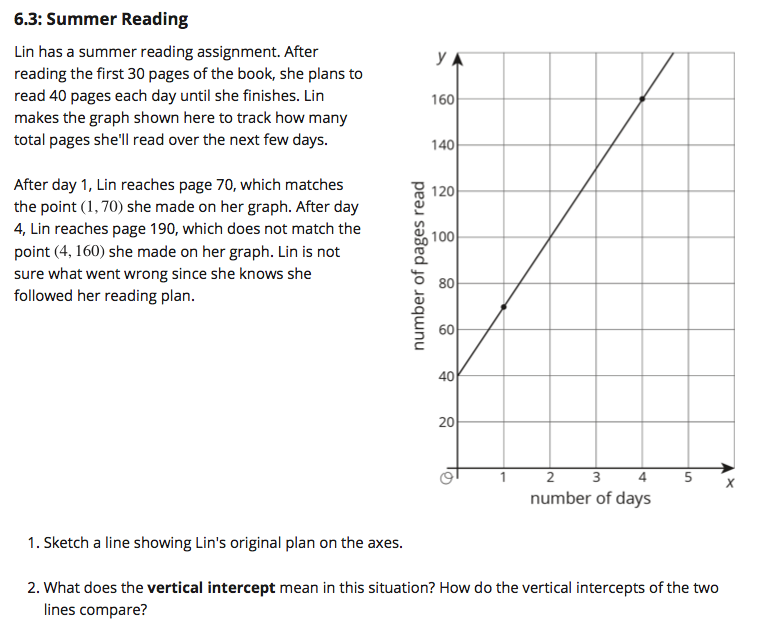 6.3: Summer Reading
Lin has a summer reading assignment. After
reading the first 30 pages of the book, she plans to
read 40 pages each day until she finishes. Lin
makes the graph shown here to track how many
total pages she'll read over the next few days.
After day 1, Lin reaches page 70, which matches
the point (1, 70) she made on her graph. After day
4, Lin reaches page 190, which does not match the
point (4, 160) she made on her graph. Lin is not
sure what went wrong since she knows she
followed her reading plan.
y
160
140
120
100
80
60
40
20
number of pages read
O
1 2 3 4 5 x
number of days
1. Sketch a line showing Lin's original plan on the axes.
2. What does the vertical intercept mean in this situation? How do the vertical intercepts of the two
lines compare?